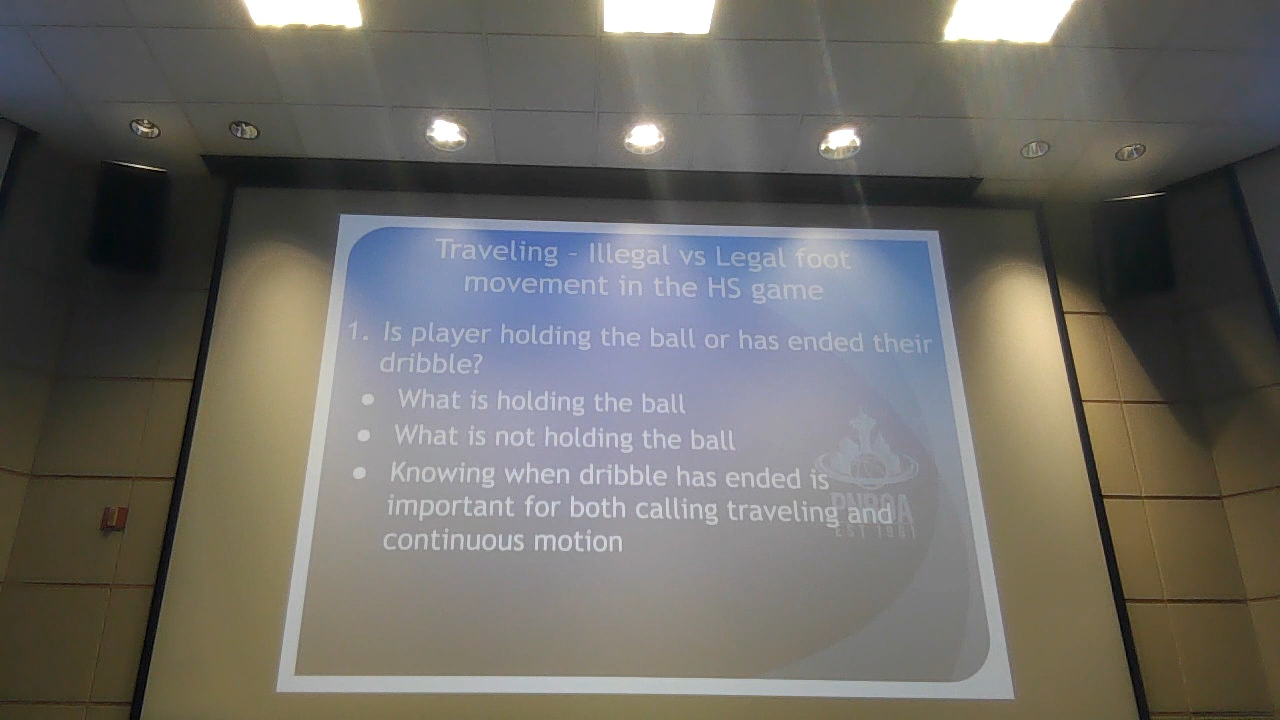 Traveling - Illegal vs Legal foot
movement in the HS game
1. Is player holding the ball or has ended their
dribble?
● What is holding the ball
● What is not holding the ball
● Knowing when dribble has ended is
important for both calling traveling and
continuous motion
EST 1981